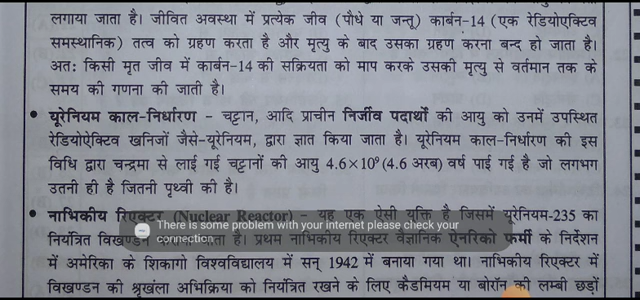 लगाया जाता है। जीवित अवस्था में प्रत्येक जीव (पौधे या जन्तु) कार्बन-14 (एक रेडियोएक्टिव
समस्थानिक) तत्व को ग्रहण करता है और मृत्यु के बाद उसका ग्रहण करना बन्द हो जाता है।
अतः किसी मृत जीव में कार्बन-14 की सक्रियता को माप करके उसकी मृत्यु से वर्तमान तक के
समय की गणना की जाती है।
• यूरेनियम काल-निर्धारण - चट्टान, आदि प्राचीन निर्जीव पदार्थों की आयु को उनमें उपस्थित
रेडियोऐक्टिव खनिजों जैसे-यूरेनियम, द्वारा ज्ञात किया जाता है। यूरेनियम काल-निर्धारण की इस
विधि द्वारा चन्द्रमा से लाई गई चट्टानों की आयु 4.6×10⁹ (4.6 अरब) वर्ष पाई गई है जो लगभग
उतनी ही है जितनी पृथ्वी की है।
• नाभिकीय रिएक्टर (Nuclear Reactor) - यह एक ऐसी युक्ति है जिसमें यूरेनियम-235 का
There is some problem with your internet please check your
connection
नियंत्रित विखण्डन जाता है। प्रथम नाभिकीय रिएक्टर वैज्ञानिक ऐनरिको फर्मी के निर्देशन
में अमेरिका के शिकागो विश्वविद्यालय में सन् 1942 में बनाया गया था। नाभिकीय रिएक्टर में
विखण्डन की श्रृंखला अभिक्रिया को नियंत्रित रखने के लिए कैडमियम या बोरॉन की लम्बी छड़ों